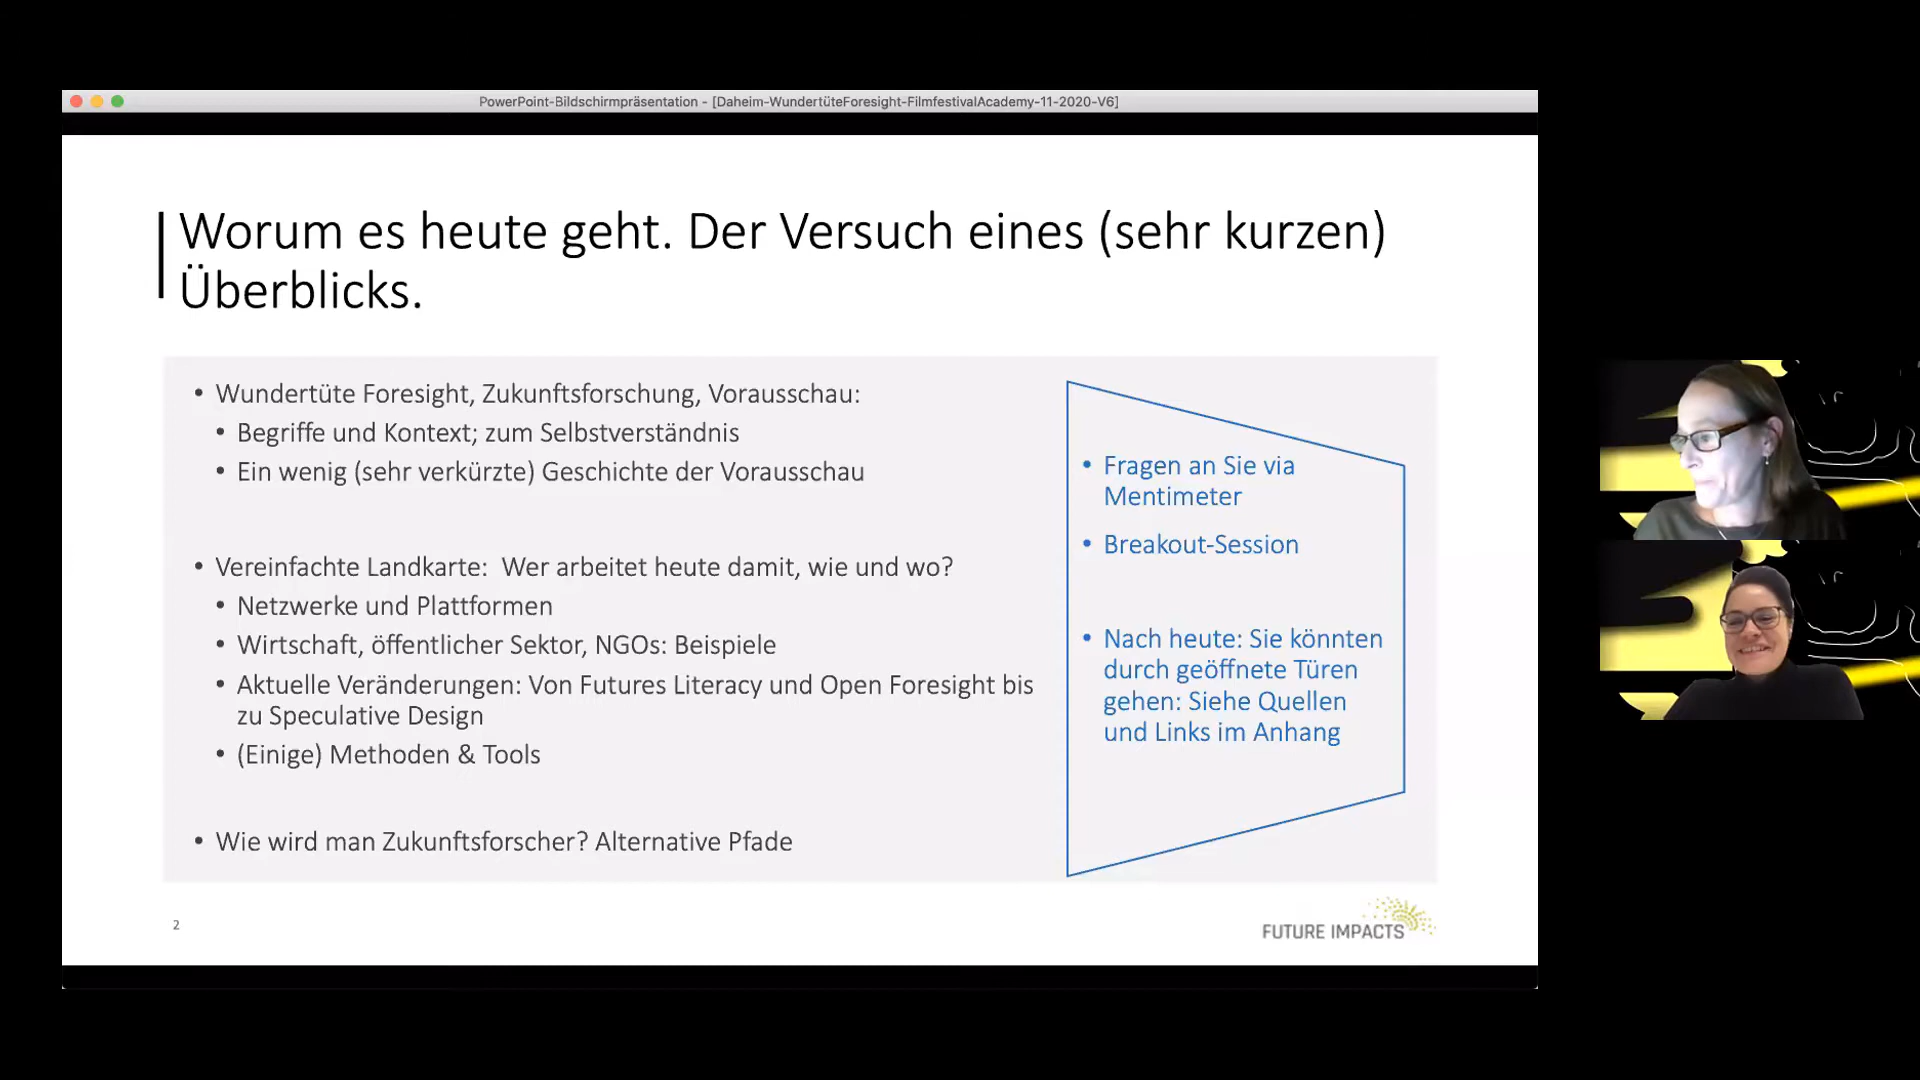 PowerPoint-Bildschirmpräsentation - [Daheim-WundertüteForesight-FilmfestivalAcademy-11-2020-V6]
Worum es heute geht. Der Versuch eines (sehr kurzen)
Überblicks.
• Wundertüte Foresight, Zukunftsforschung, Vorausschau:
• Begriffe und Kontext; zum Selbstverständnis
• Ein wenig (sehr verkürzte) Geschichte der Vorausschau
• Vereinfachte Landkarte: Wer arbeitet heute damit, wie und wo?
• Netzwerke und Plattformen
• Wirtschaft, öffentlicher Sektor, NGOs: Beispiele
• Aktuelle Veränderungen: Von Futures Literacy und Open Foresight bis
zu Speculative Design
• (Einige) Methoden & Tools
• Wie wird man Zukunftsforscher? Alternative Pfade
• Fragen an Sie via
Mentimeter
• Breakout-Session
• Nach heute: Sie könnten
durch geöffnete Türen
gehen: Siehe Quellen
und Links im Anhang
2
FUTURE IMPACTS